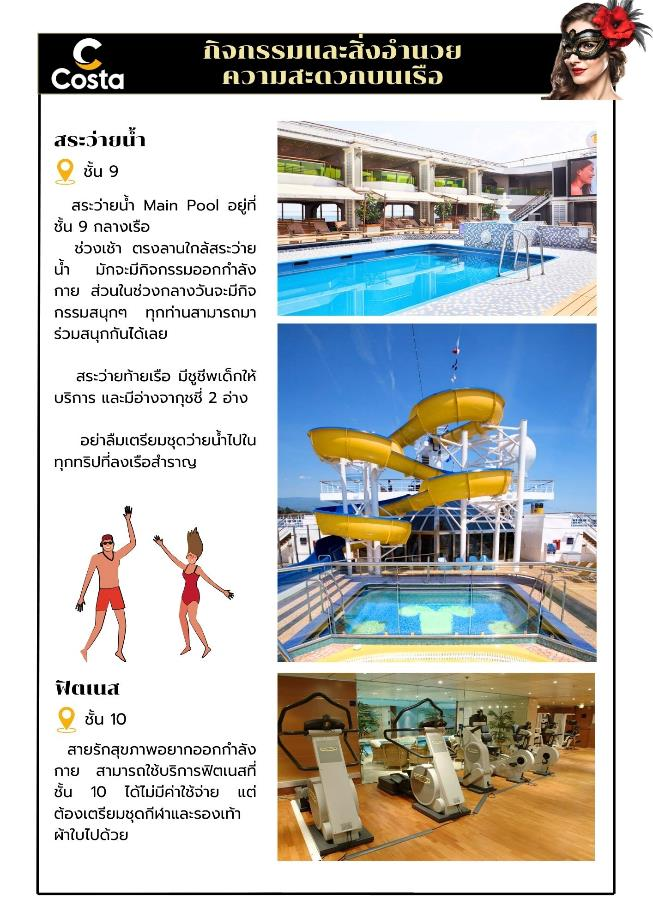 Costa
กิจกรรมและสิ่งอำนวย
ความสะดวกบนเรือ
สระว่ายน้ำ
ชั้น 9
สระว่ายน้ำ Main Pool อยู่ที่
ชั้น 9 กลางเรือ
ช่วงเช้า ตรงลานใกล้สระว่าย
น้ำ มักจะมีกิจกรรมออกกำลัง
กาย ส่วนในช่วงกลางวันจะมีกิจ
กรรมสนุกๆ ทุกท่านสามารถมา
ร่วมสนุกกันได้เลย
สระว่ายท้ายเรือ มีชูชีพเด็กให้
บริการ และมีอ่างจากุชชี่ 2 อ่าง
อย่าลืมเตรียมชุดว่ายน้ำไปใน
ทุกทริปที่ลงเรือสำราญ
ฟิตเนส
ชั้น 10
สายรักสุขภาพอยากออกกำลัง
กาย สามารถใช้บริการฟิตเนสที่
ชั้น 10 ได้ไม่มีค่าใช้จ่าย แต่
ต้องเตรียมชุดกีฬาและรองเท้า
ผ้าใบไปด้วย